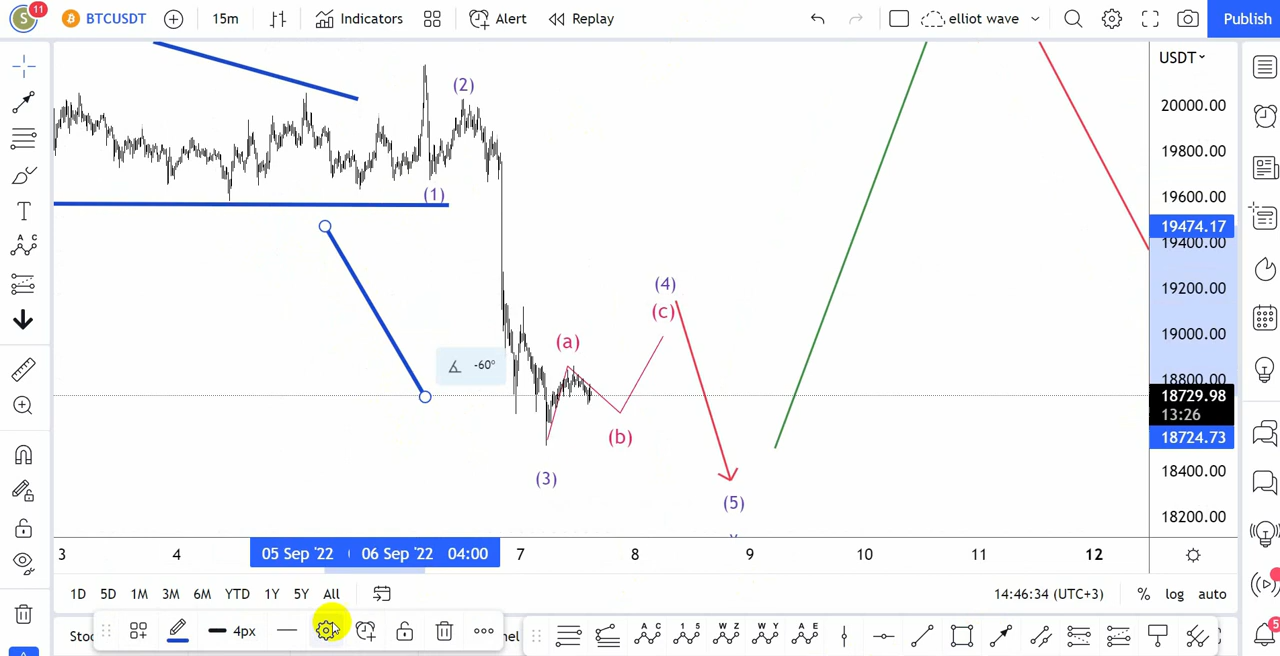 S 11 BTCUSDT 15m Indicators Alert Replay elliot wave Publish
USDT
20000.00
19800.00
19600.00
19474.17
19400.00
19200.00
19000.00
18800.00
18729.98
13:26
18724.73
18400.00
18200.00
(2)
(1)
-60º
(4)
(c)
(a)
(b)
(3)
(5)
3 4 05 Sep '22 06 Sep '22 04:00 7 8 9 10 11 12
1D 5D 1M 3M 6M YTD 1Y 5Y All 14:46:34 (UTC+3) % log auto
4px
A C
1 5
W Z
W Y
A E
A C
5